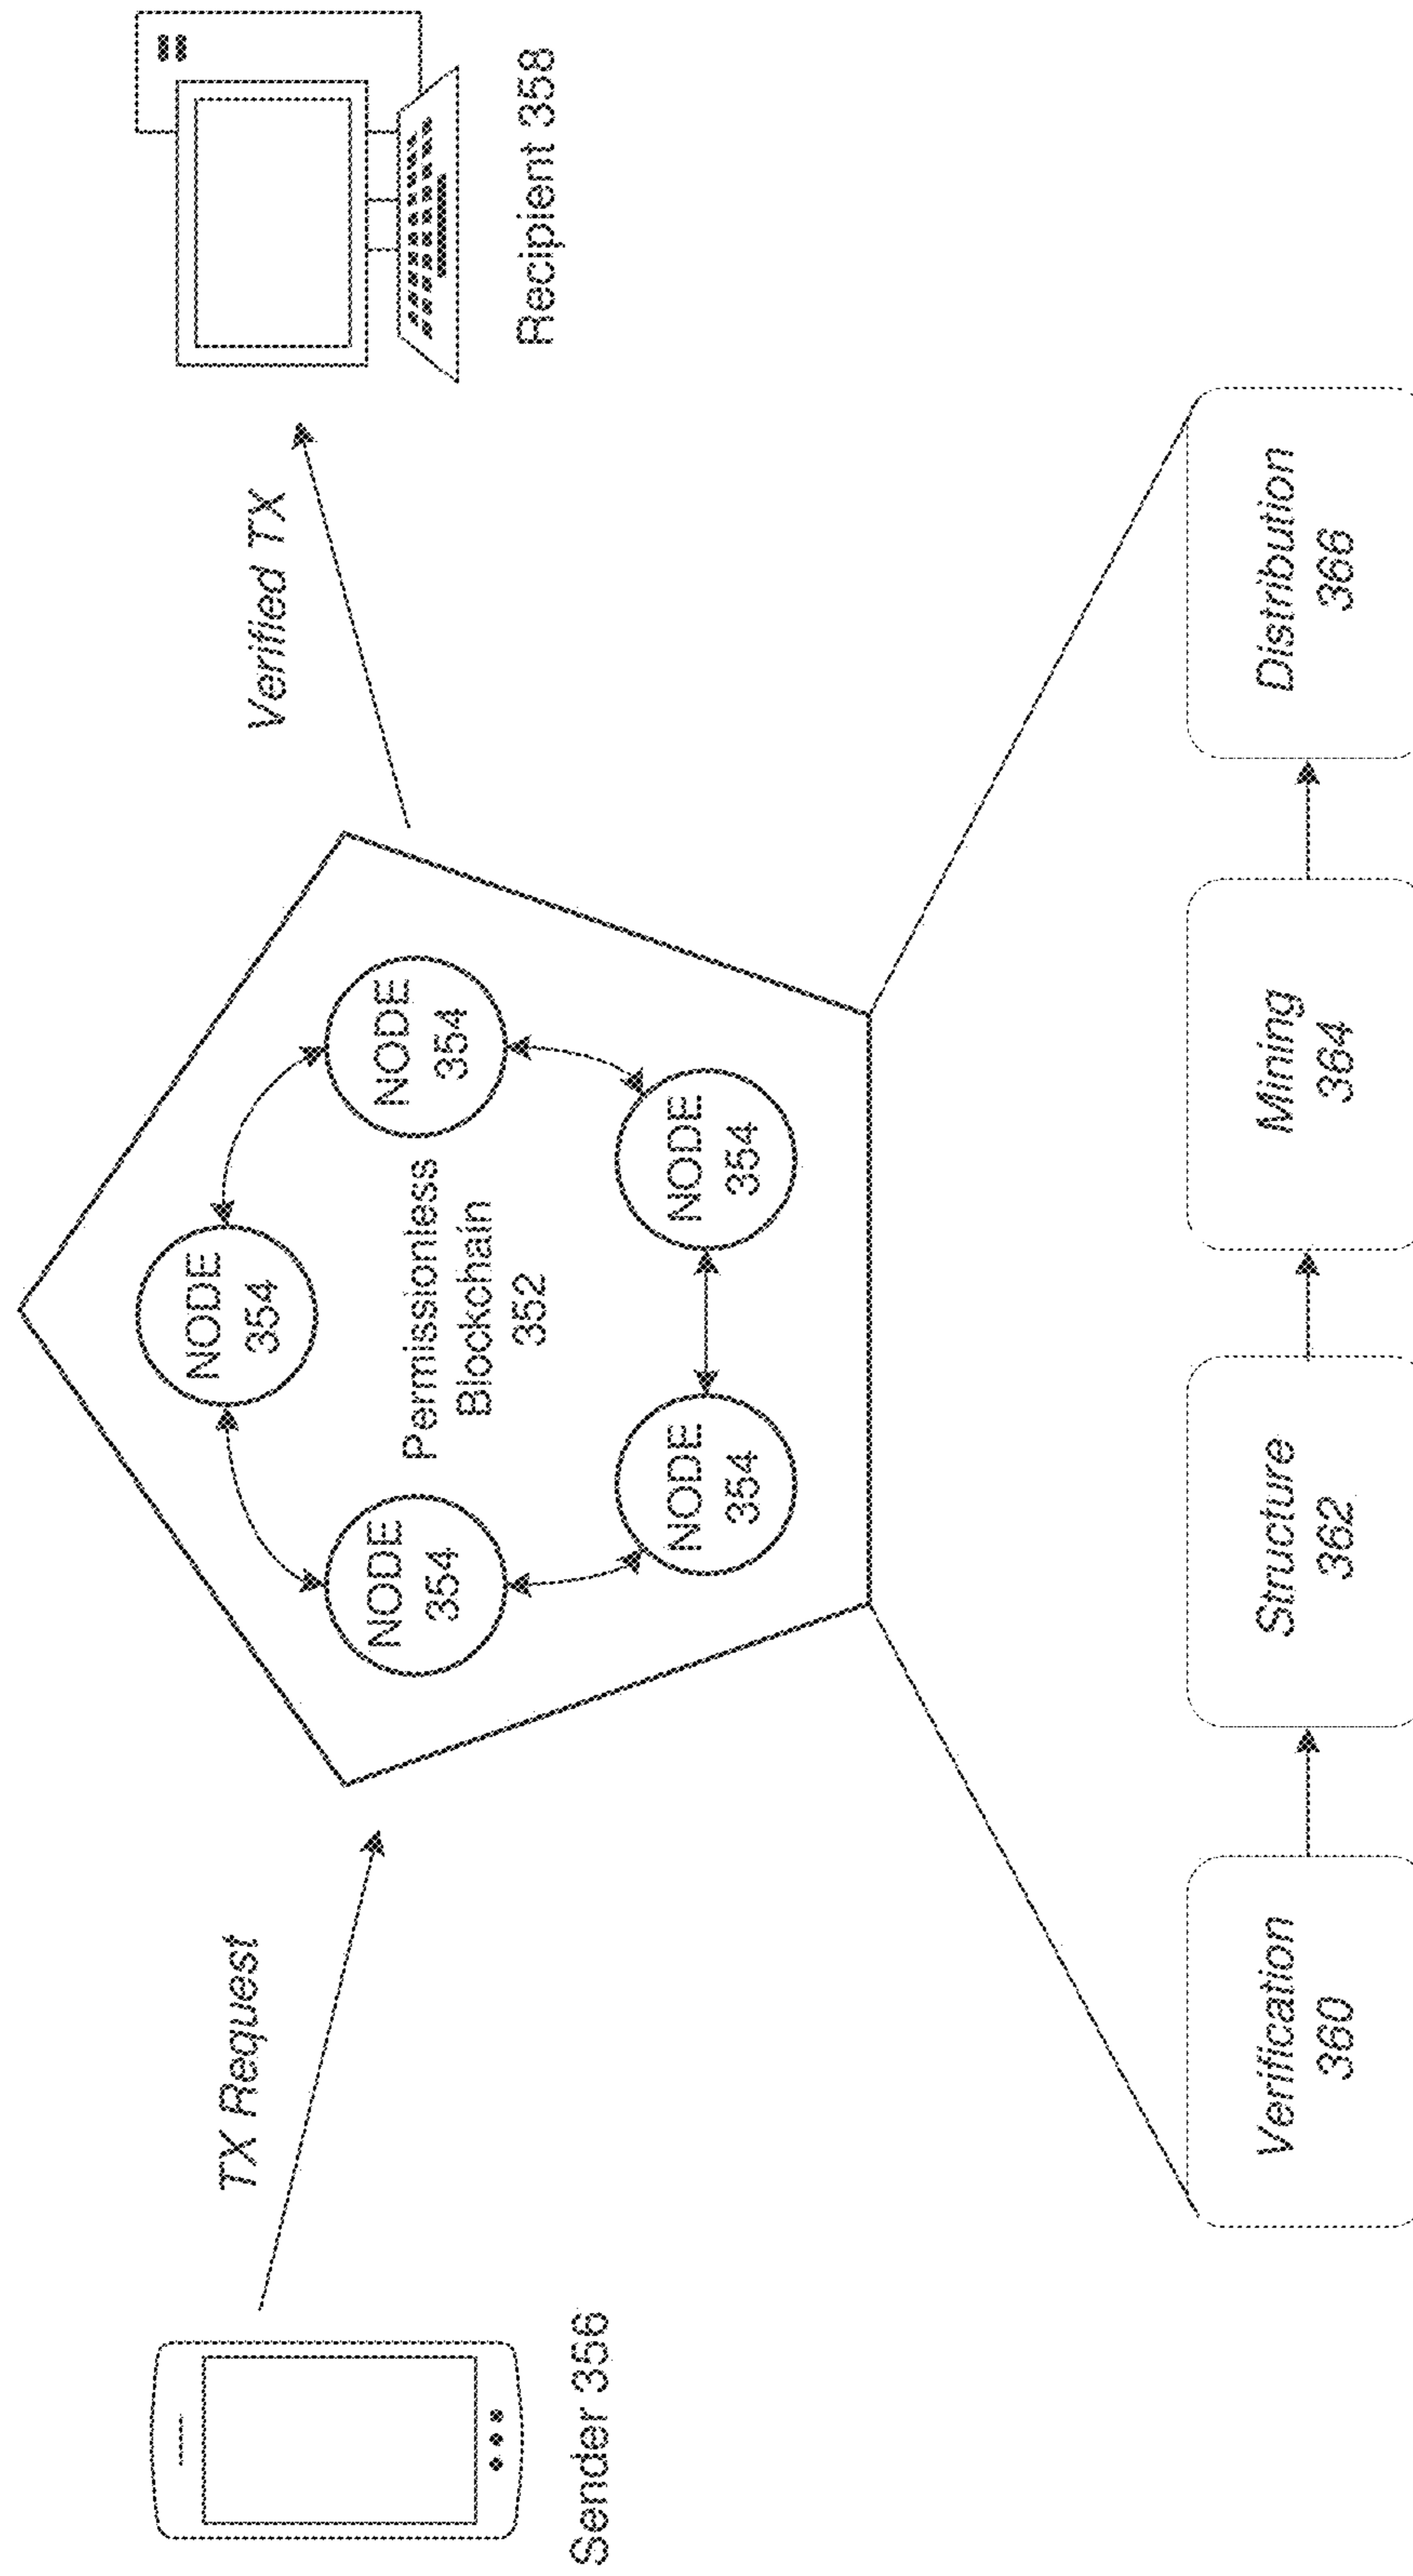 TX Request
Verified TX
NODE
354
NODE
354
NODE
354
Permissionless
Blockchain
352
NODE
354
NODE
354
Sender 356
Recipient 358
Verification
360
Structure
362
Mining
364
Distribution
366